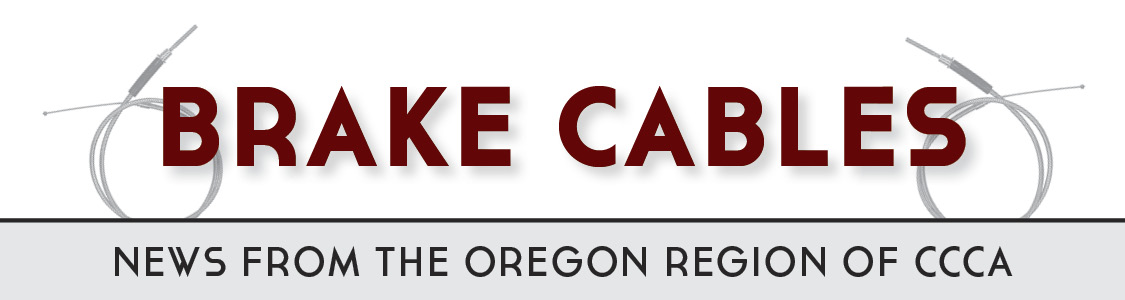 BRAKE CABLES
NEWS FROM THE OREGON REGION OF CCCA